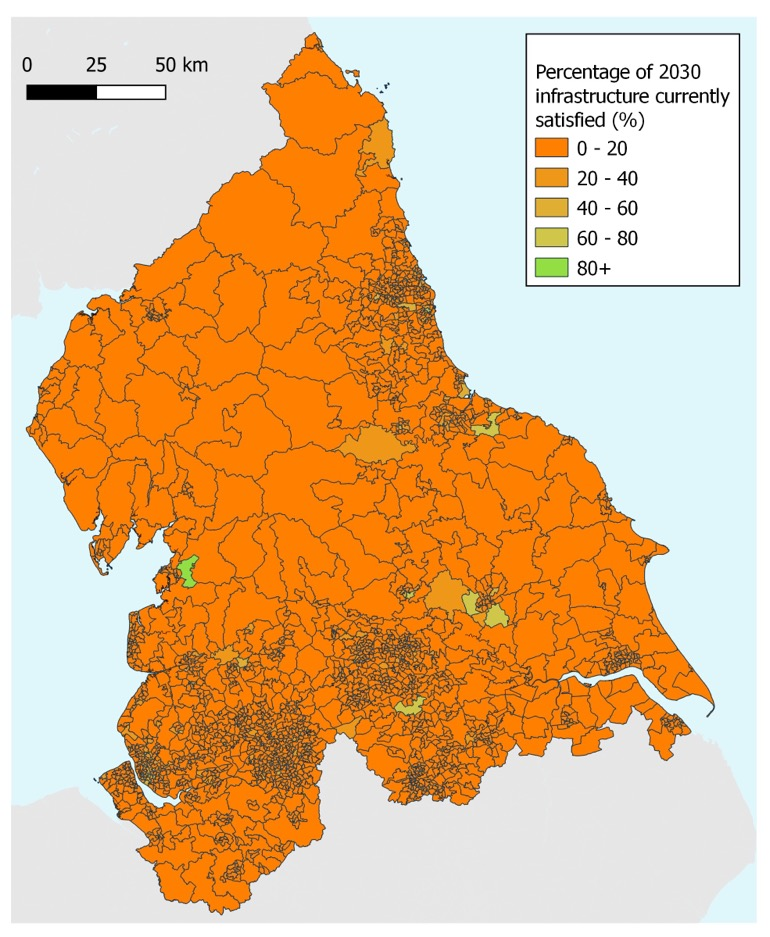 0 25 50 km
Percentage of 2030
infrastructure currently
satisfied (%)
0 - 20
20 - 40
40 - 60
60 - 80
80+